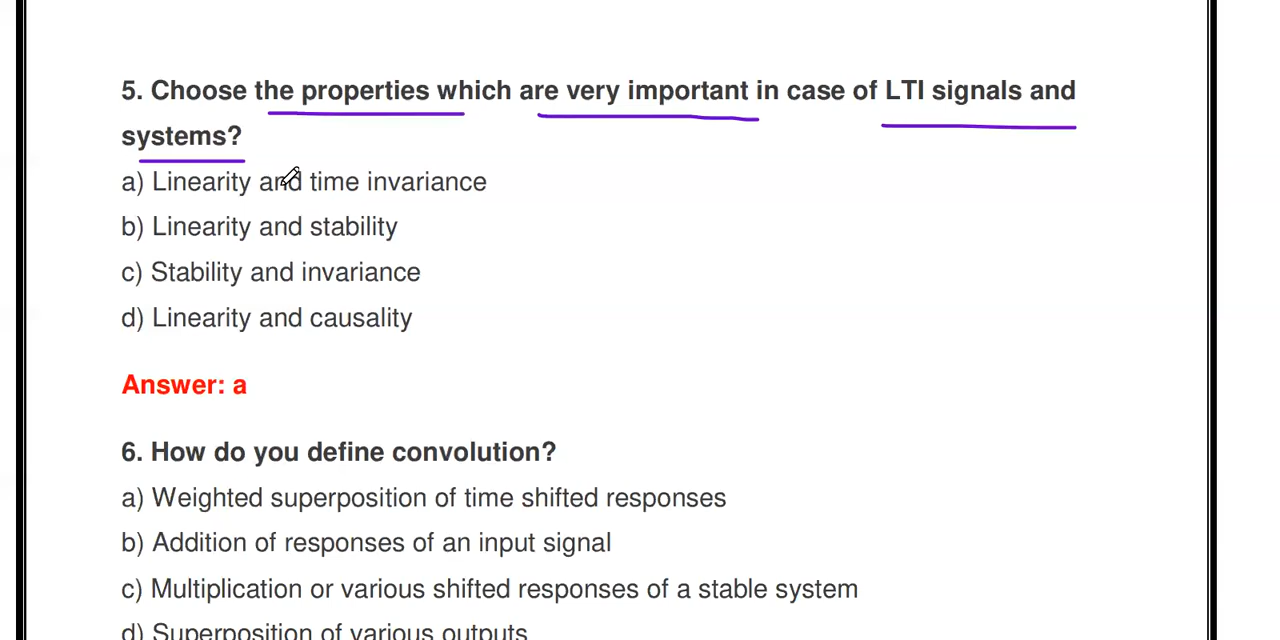 5. Choose the properties which are very important in case of LTI signals and
systems?
a) Linearity and time invariance
b) Linearity and stability
c) Stability and invariance
d) Linearity and causality
Answer: a
6. How do you define convolution?
a) Weighted superposition of time shifted responses
b) Addition of responses of an input signal
c) Multiplication or various shifted responses of a stable system
d) Superposition of various outputs